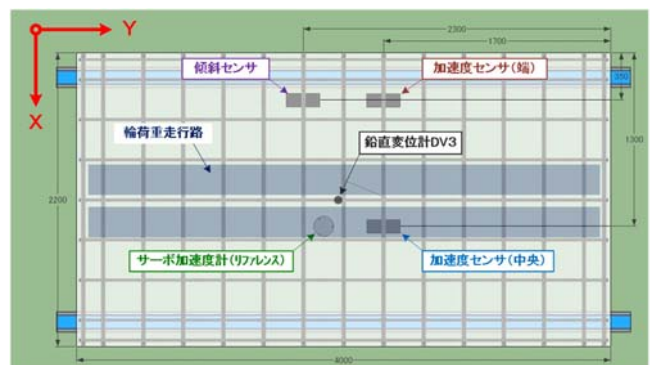 Y
2300
1700
傾斜センサ
加速度センサ(端)
350
X
輪荷重走行路
鉛直変位計DV3
1300
2200
サーボ加速度計(リファレンス)
加速度センサ(中央)
4000